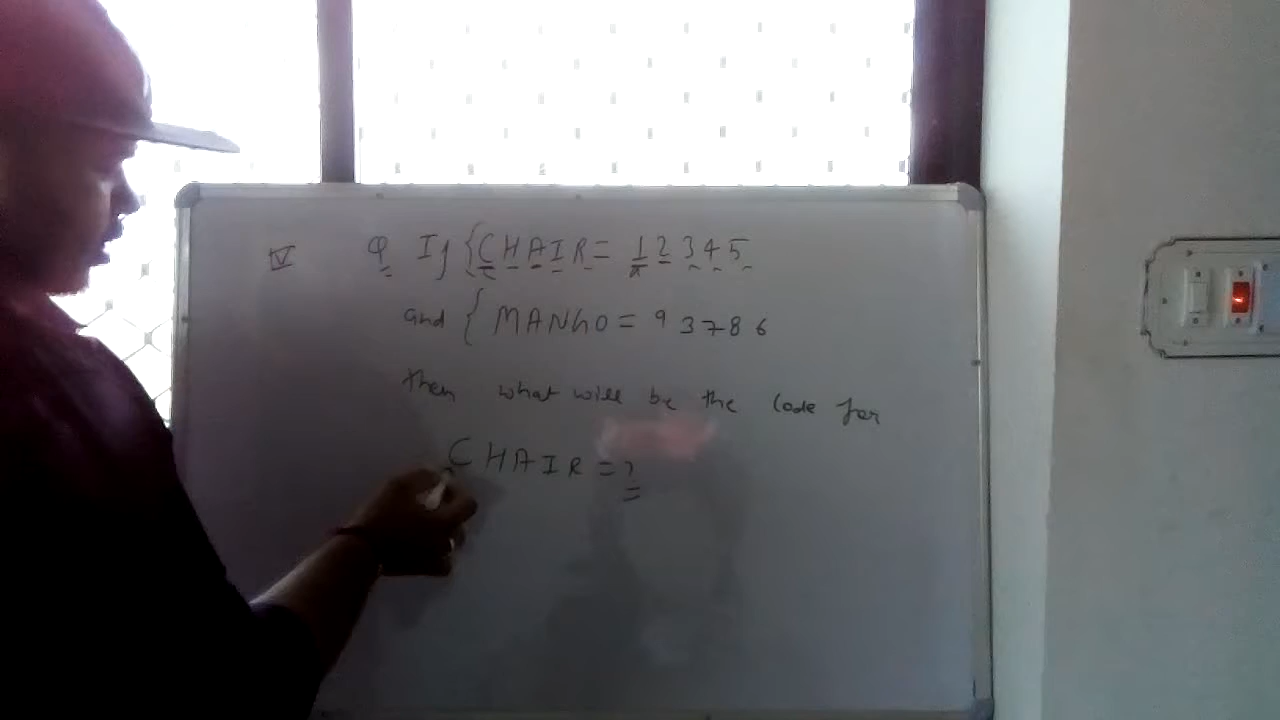 Q If { CHAIR = 1 2 3 4 5
and { MANGO = 9 3 7 8 6
then what will be the code for
CHAIR = ?